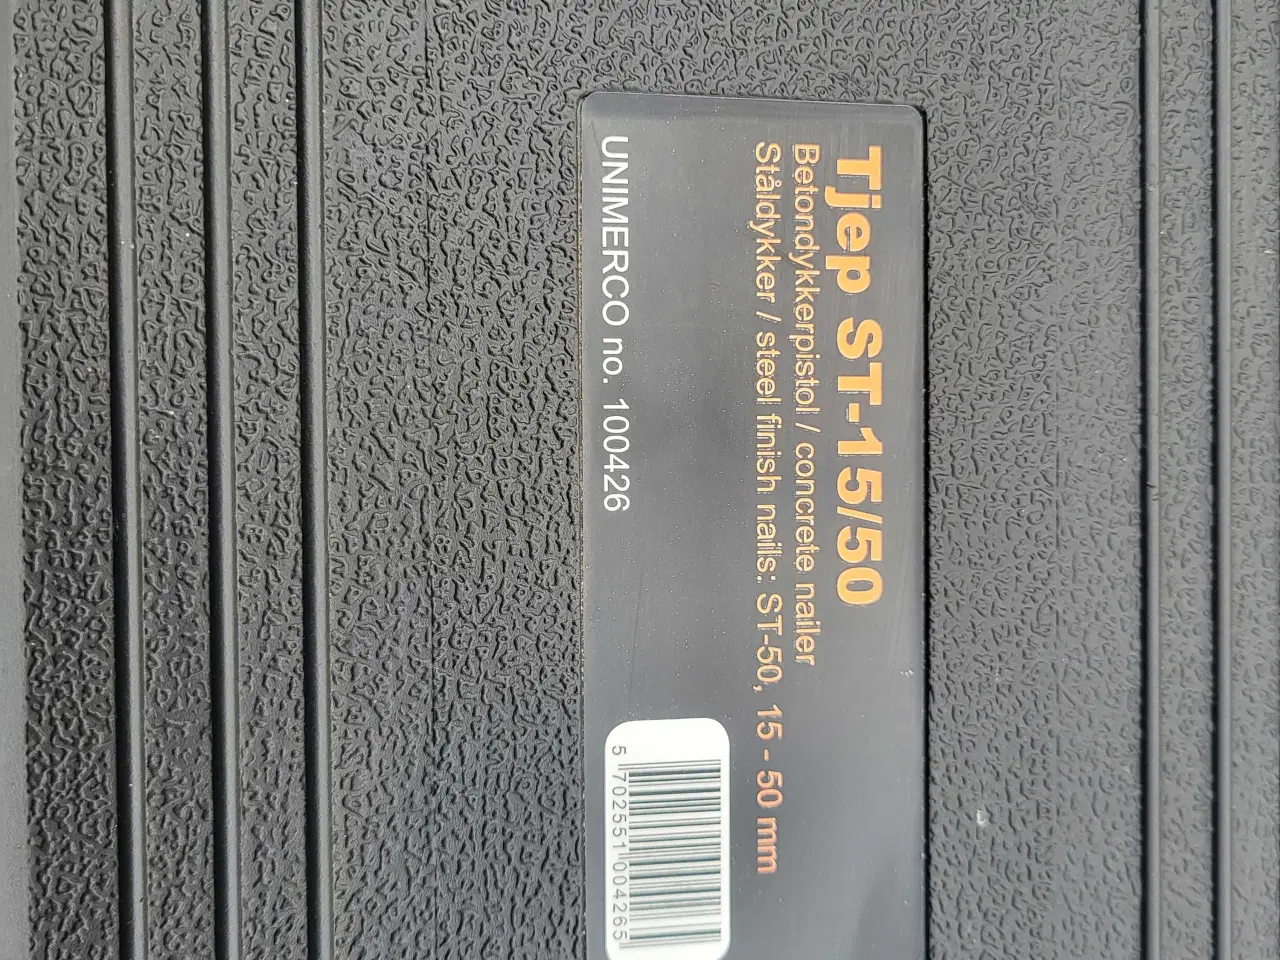 Tjep ST-15/50
Betondykkerpistol / concrete nailer
Ståldykker / steel finish nails: ST-50, 15 - 50 mm
UNIMERCO no. 100426
5 702551 004265